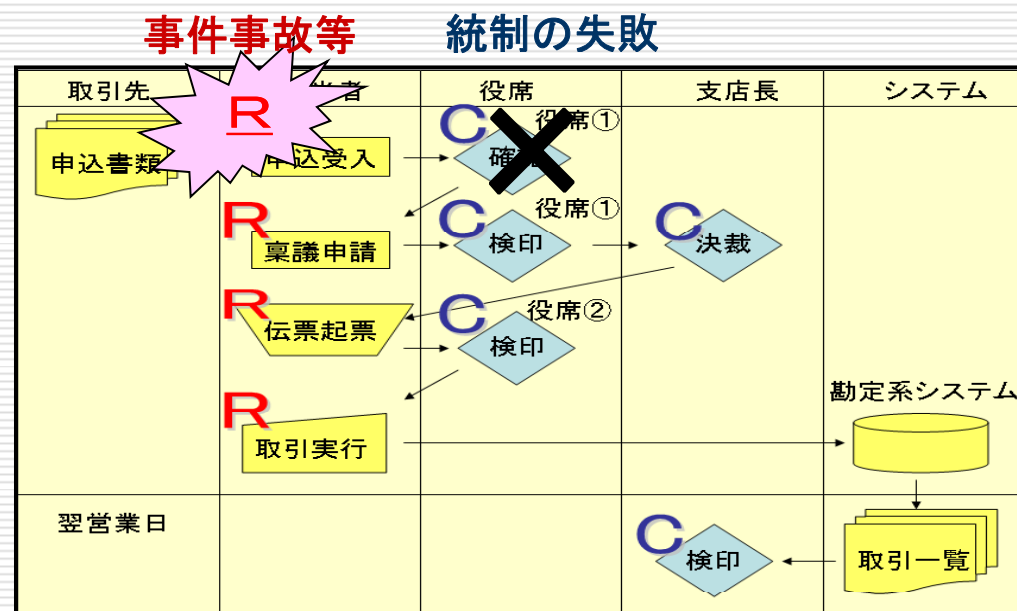 事件事故等 統制の失敗
取引先 当者 役席 支店長 システム
R
C 役席①
申込書類 申込受入 確
R C 役席① C
稟議申請 検印 決裁
R C 役席②
伝票起票 検印
R 勘定系システム
取引実行
翌営業日 C
検印 取引一覧